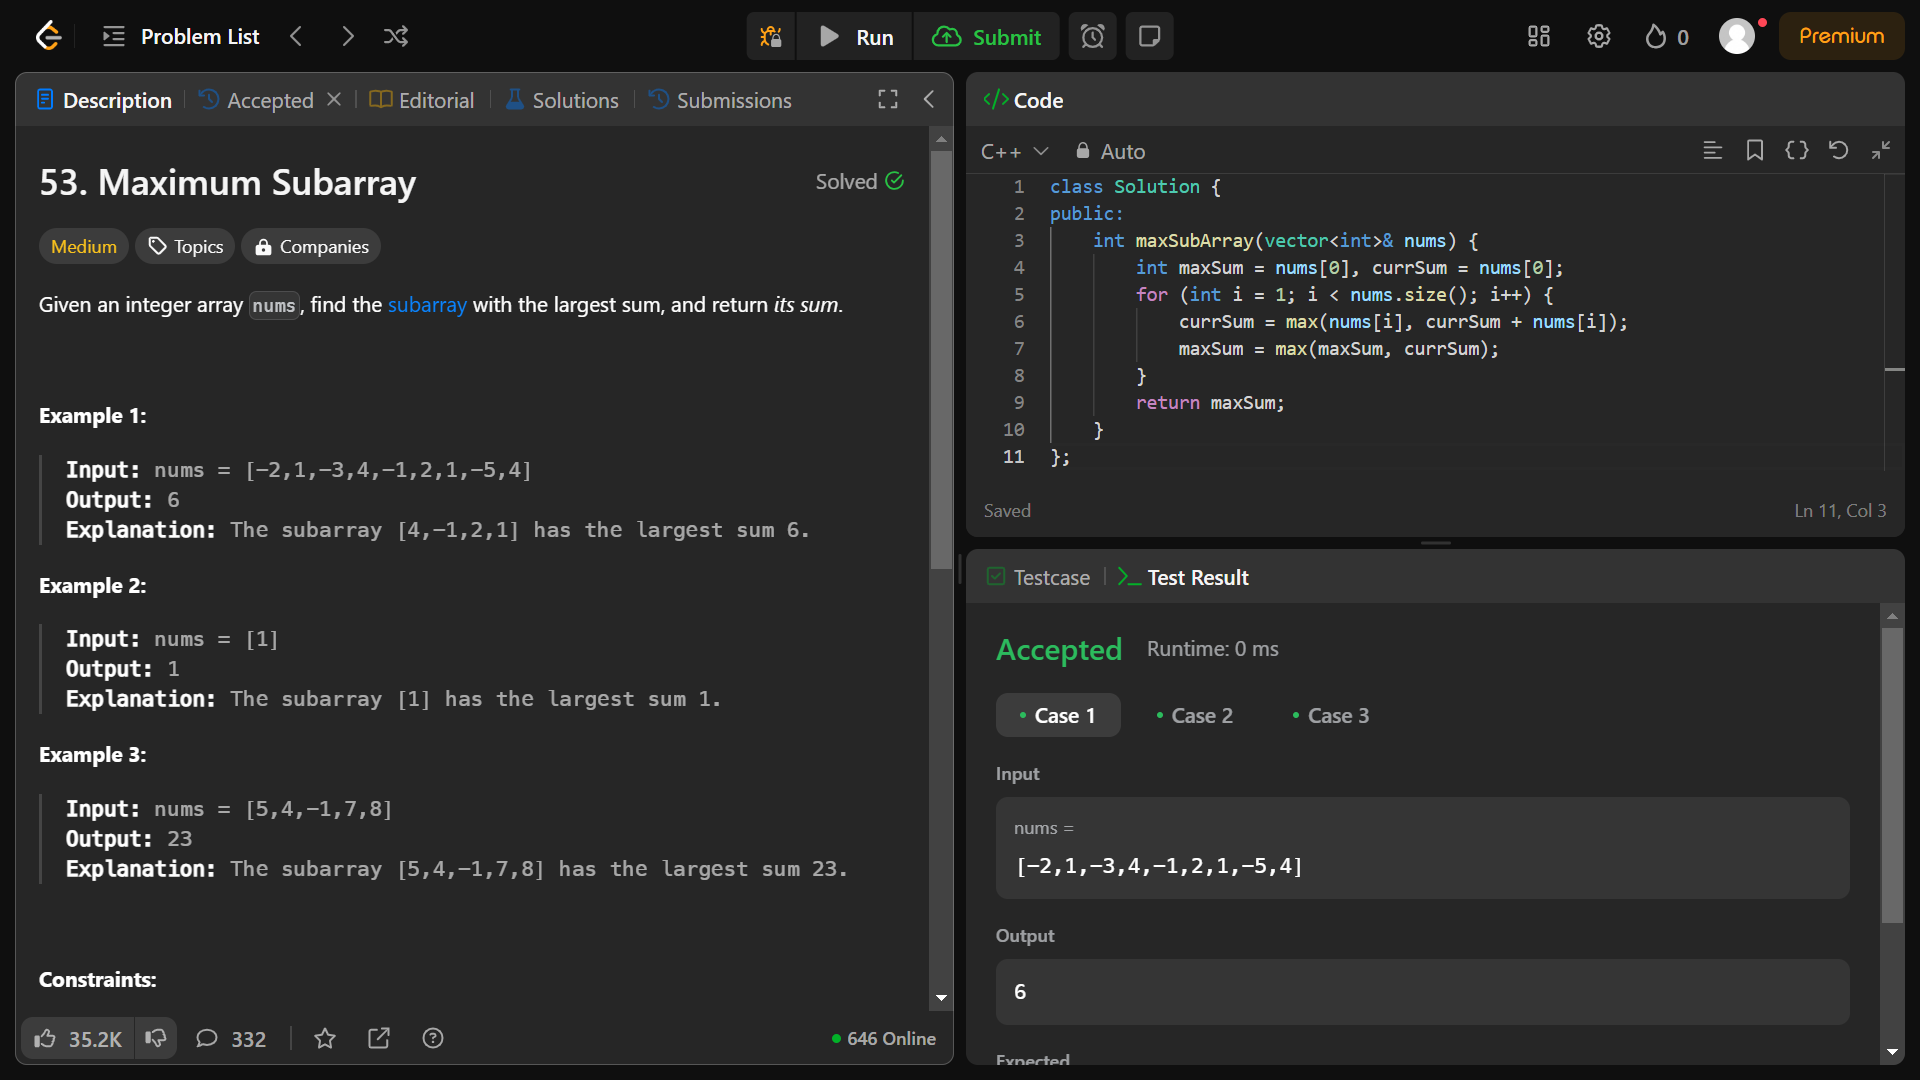 Problem List
Run
Submit
0
Premium
Description
Accepted
Editorial
Solutions
Submissions
53. Maximum Subarray
Solved
Medium
Topics
Companies
Given an integer array nums, find the subarray with the largest sum, and return its sum.
Example 1:
Input: nums = [-2,1,-3,4,-1,2,1,-5,4]
Output: 6
Explanation: The subarray [4,-1,2,1] has the largest sum 6.
Example 2:
Input: nums = [1]
Output: 1
Explanation: The subarray [1] has the largest sum 1.
Example 3:
Input: nums = [5,4,-1,7,8]
Output: 23
Explanation: The subarray [5,4,-1,7,8] has the largest sum 23.
Constraints:
35.2K
332
646 Online
</> Code
C++
Auto
1 class Solution {
2 public:
3     int maxSubArray(vector<int>& nums) {
4         int maxSum = nums[0], currSum = nums[0];
5         for (int i = 1; i < nums.size(); i++) {
6             currSum = max(nums[i], currSum + nums[i]);
7             maxSum = max(maxSum, currSum);
8         }
9         return maxSum;
10     }
11 };
Saved
Ln 11, Col 3
Testcase
Test Result
Accepted
Runtime: 0 ms
Case 1
Case 2
Case 3
Input
nums =
[-2,1,-3,4,-1,2,1,-5,4]
Output
6
Expected